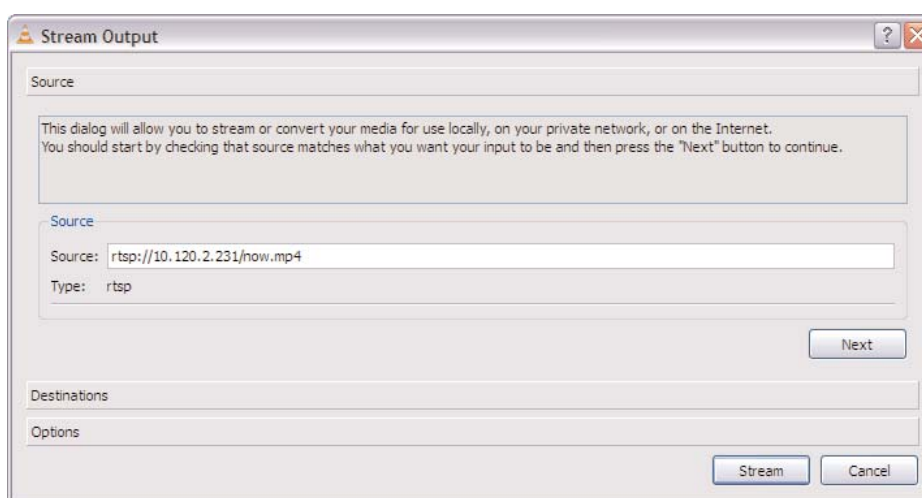 Stream Output
Source
This dialog will allow you to stream or convert your media for use locally, on your private network, or on the Internet.
You should start by checking that source matches what you want your input to be and then press the "Next" button to continue.
Source
Source: rtsp://10.120.2.231/now.mp4
Type: rtsp
Next
Destinations
Options
Stream Cancel